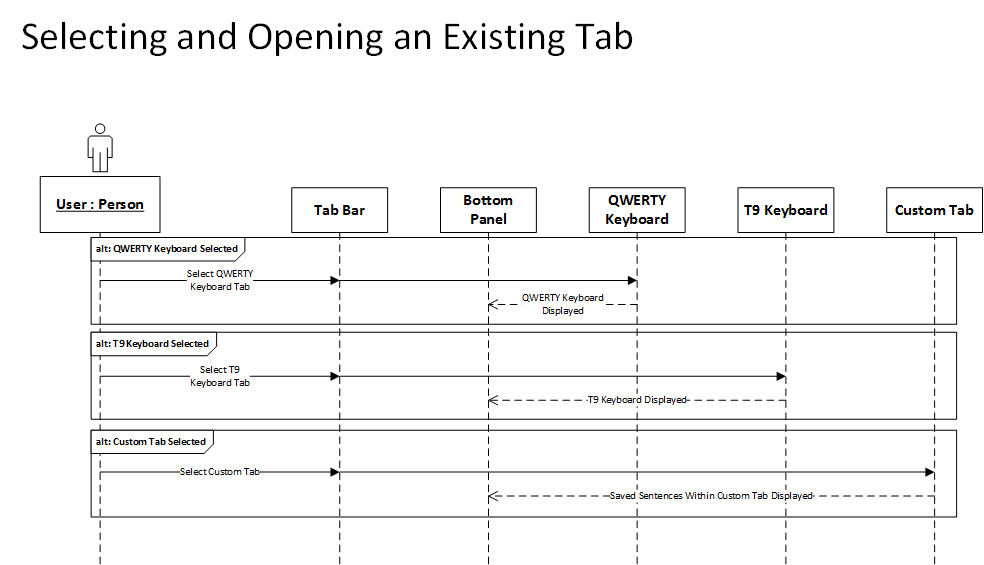 Selecting and Opening an Existing Tab
User : Person
Tab Bar
Bottom
Panel
QWERTY
Keyboard
T9 Keyboard
Custom Tab
alt: QWERTY Keyboard Selected
Select QWERTY
Keyboard Tab
QWERTY Keyboard
Displayed
alt: T9 Keyboard Selected
Select T9
Keyboard Tab
T9 Keyboard Displayed
alt: Custom Tab Selected
Select Custom Tab
Saved Sentences Within Custom Tab Displayed